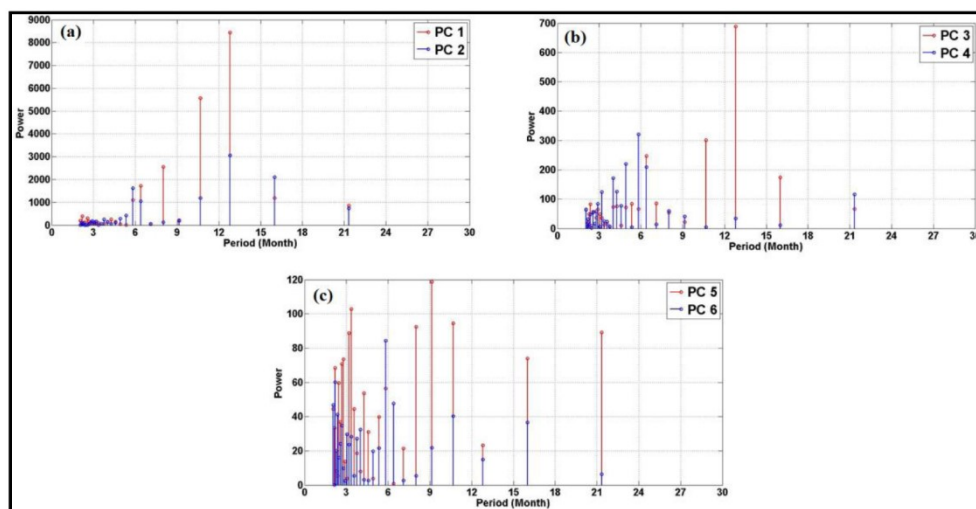 (a)
PC 1
PC 2
Power
9000
8000
7000
6000
5000
4000
3000
2000
1000
0
0 3 6 9 12 15 18 21 24 27 30
Period (Month)
(b)
PC 3
PC 4
Power
700
600
500
400
300
200
100
0
0 3 6 9 12 15 18 21 24 27 30
Period (Month)
(c)
PC 5
PC 6
Power
120
100
80
60
40
20
0
0 3 6 9 12 15 18 21 24 27 30
Period (Month)